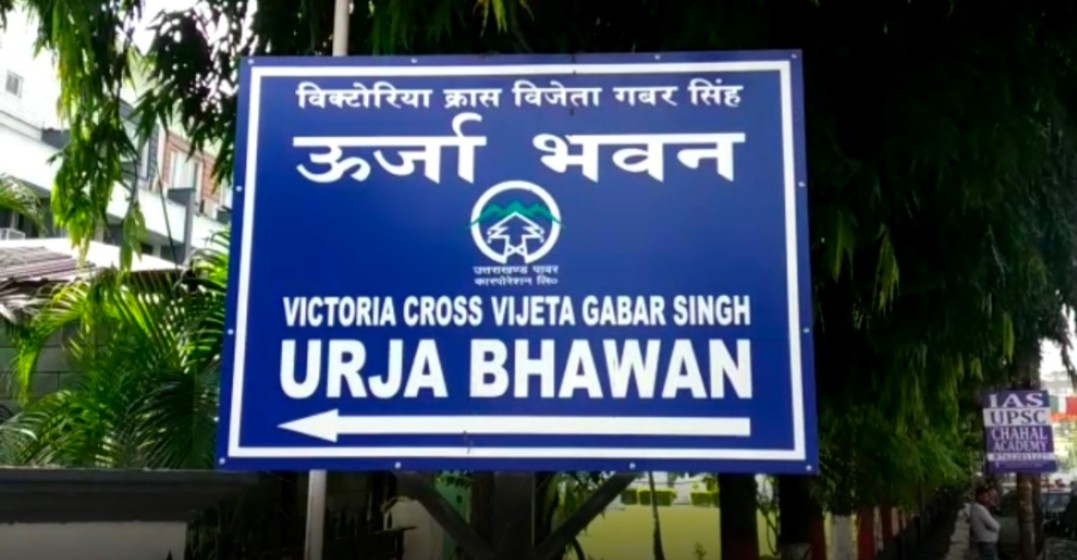 विक्टोरिया क्रास विजेता गबर सिंह
ऊर्जा भवन
उत्तराखण्ड पावर
कारपोरेशन लि०
VICTORIA CROSS VIJETA GABAR SINGH
URJA BHAWAN
IAS
UPSC
CHAHAL
ACADEMY